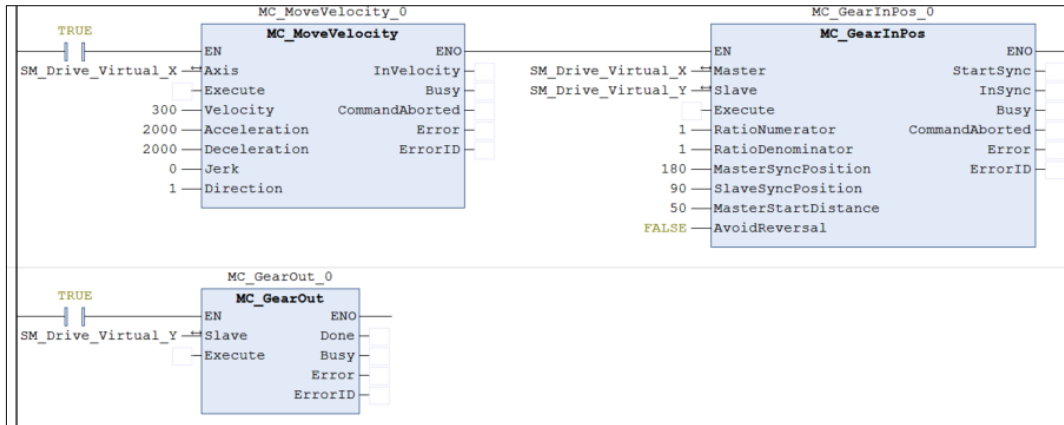 MC_MoveVelocity_0 MC_GearInPos_0
TRUE MC_MoveVelocity MC_GearInPos
EN ENO EN ENO
SM_Drive_Virtual_X Axis InVelocity SM_Drive_Virtual_X Master StartSync
Execute Busy SM_Drive_Virtual_Y Slave InSync
300 Velocity CommandAborted Execute Busy
2000 Acceleration Error 1 RatioNumerator CommandAborted
2000 Deceleration ErrorID 1 RatioDenominator Error
0 Jerk 180 MasterSyncPosition ErrorID
1 Direction 90 SlaveSyncPosition
50 MasterStartDistance
FALSE AvoidReversal
MC_GearOut_0
TRUE MC_GearOut
EN ENO
SM_Drive_Virtual_Y Slave Done
Execute Busy
Error
ErrorID